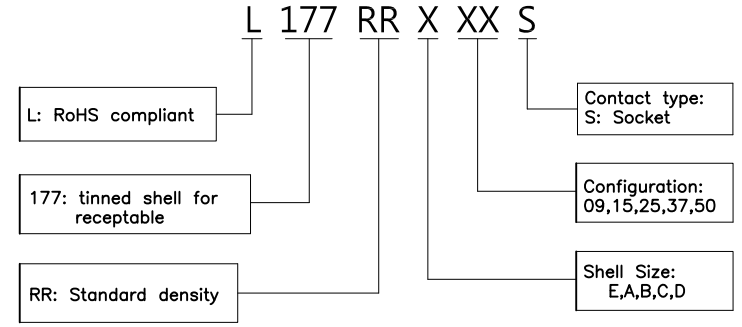 L 177 RR X XX S
L: RoHS compliant
177: tinned shell for
receptable
RR: Standard density
Contact type:
S: Socket
Configuration:
09,15,25,37,50
Shell Size:
E,A,B,C,D